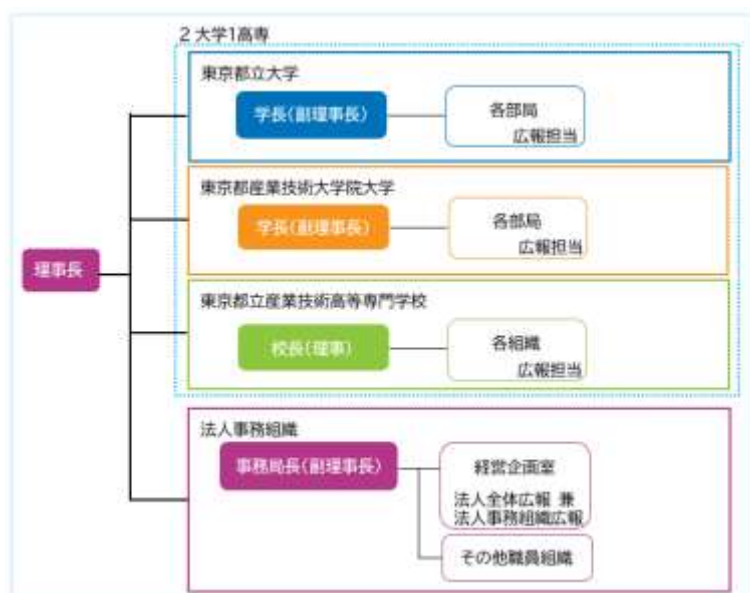 2大学1高専
東京都立大学
学長(副理事長)
各部局
広報担当
東京都産業技術大学院大学
学長(副理事長)
各部局
広報担当
理事長
東京都立産業技術高等専門学校
校長(理事)
各組織
広報担当
法人事務組織
事務局長(副理事長)
経営企画室
法人全体広報 兼
法人事務組織広報
その他職員組織